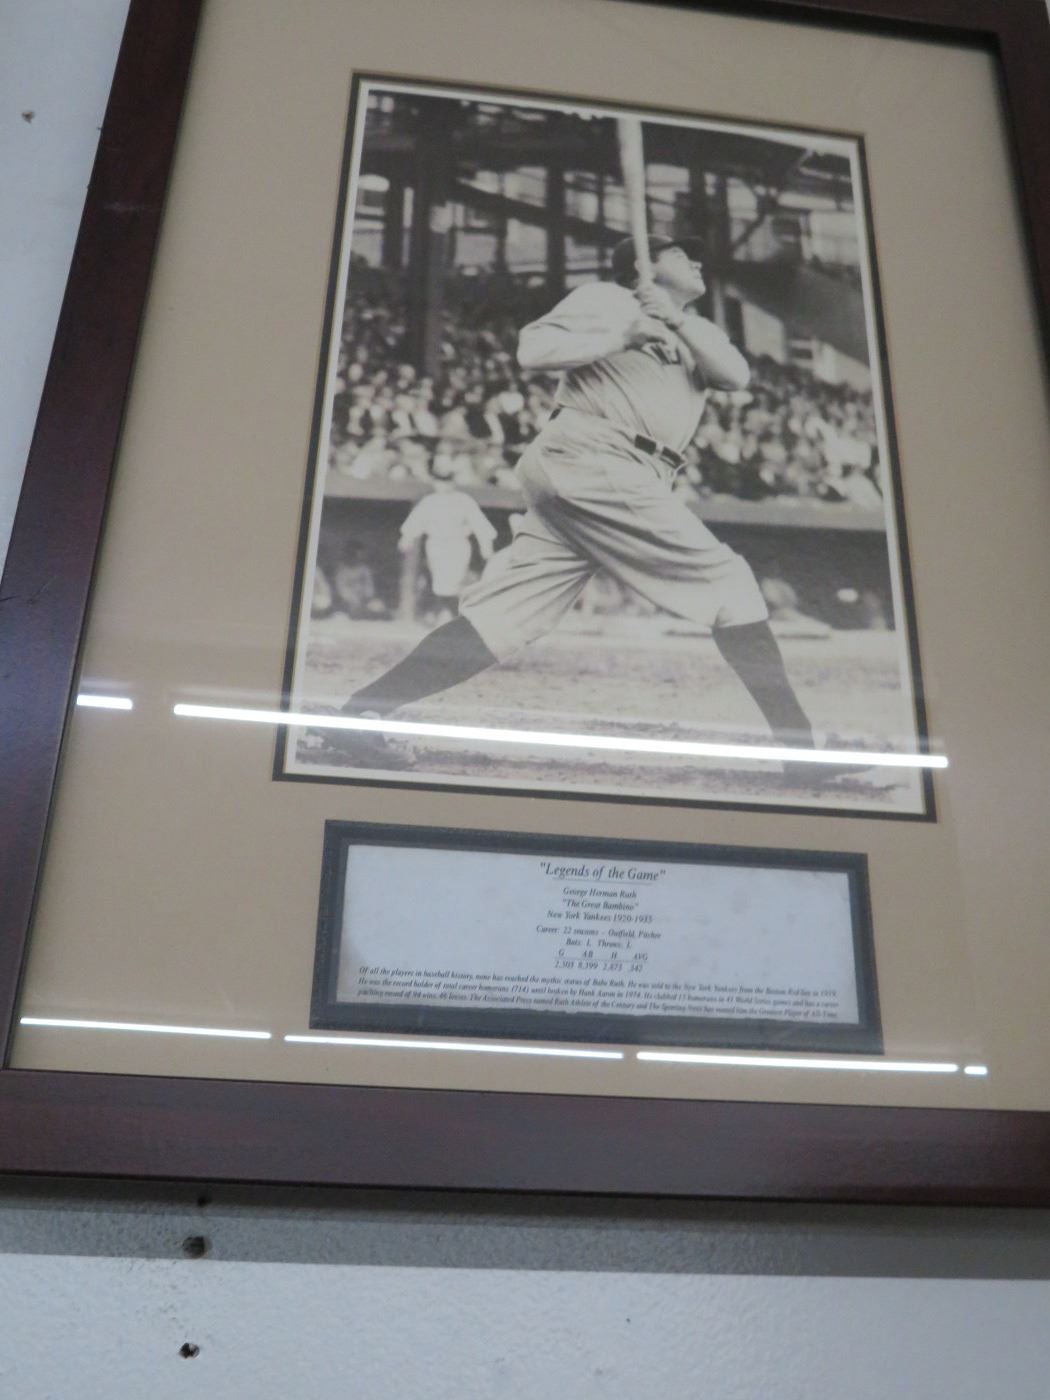 "Legends of the Game"
George Herman Ruth
"The Great Bambino"
New York Yankees 1920-1935
Career: 22 seasons - Outfield, Pitcher
Bats: L Throws: L
G AB H AVG
2,503 8,399 2,873 .342
Of all the players in baseball history, none has reached the mythic status of Babe Ruth. He was sold to the New York Yankees from the Boston Red Sox in 1919.
He was the record holder of total career homeruns (714) until broken by Hank Aaron in 1974. He clubbed 15 homeruns in 41 World Series games and has a career
pitching record of 94 wins, 46 losses. The Associated Press named Ruth Athlete of the Century and The Sporting News has named him the Greatest Player of All-Time.